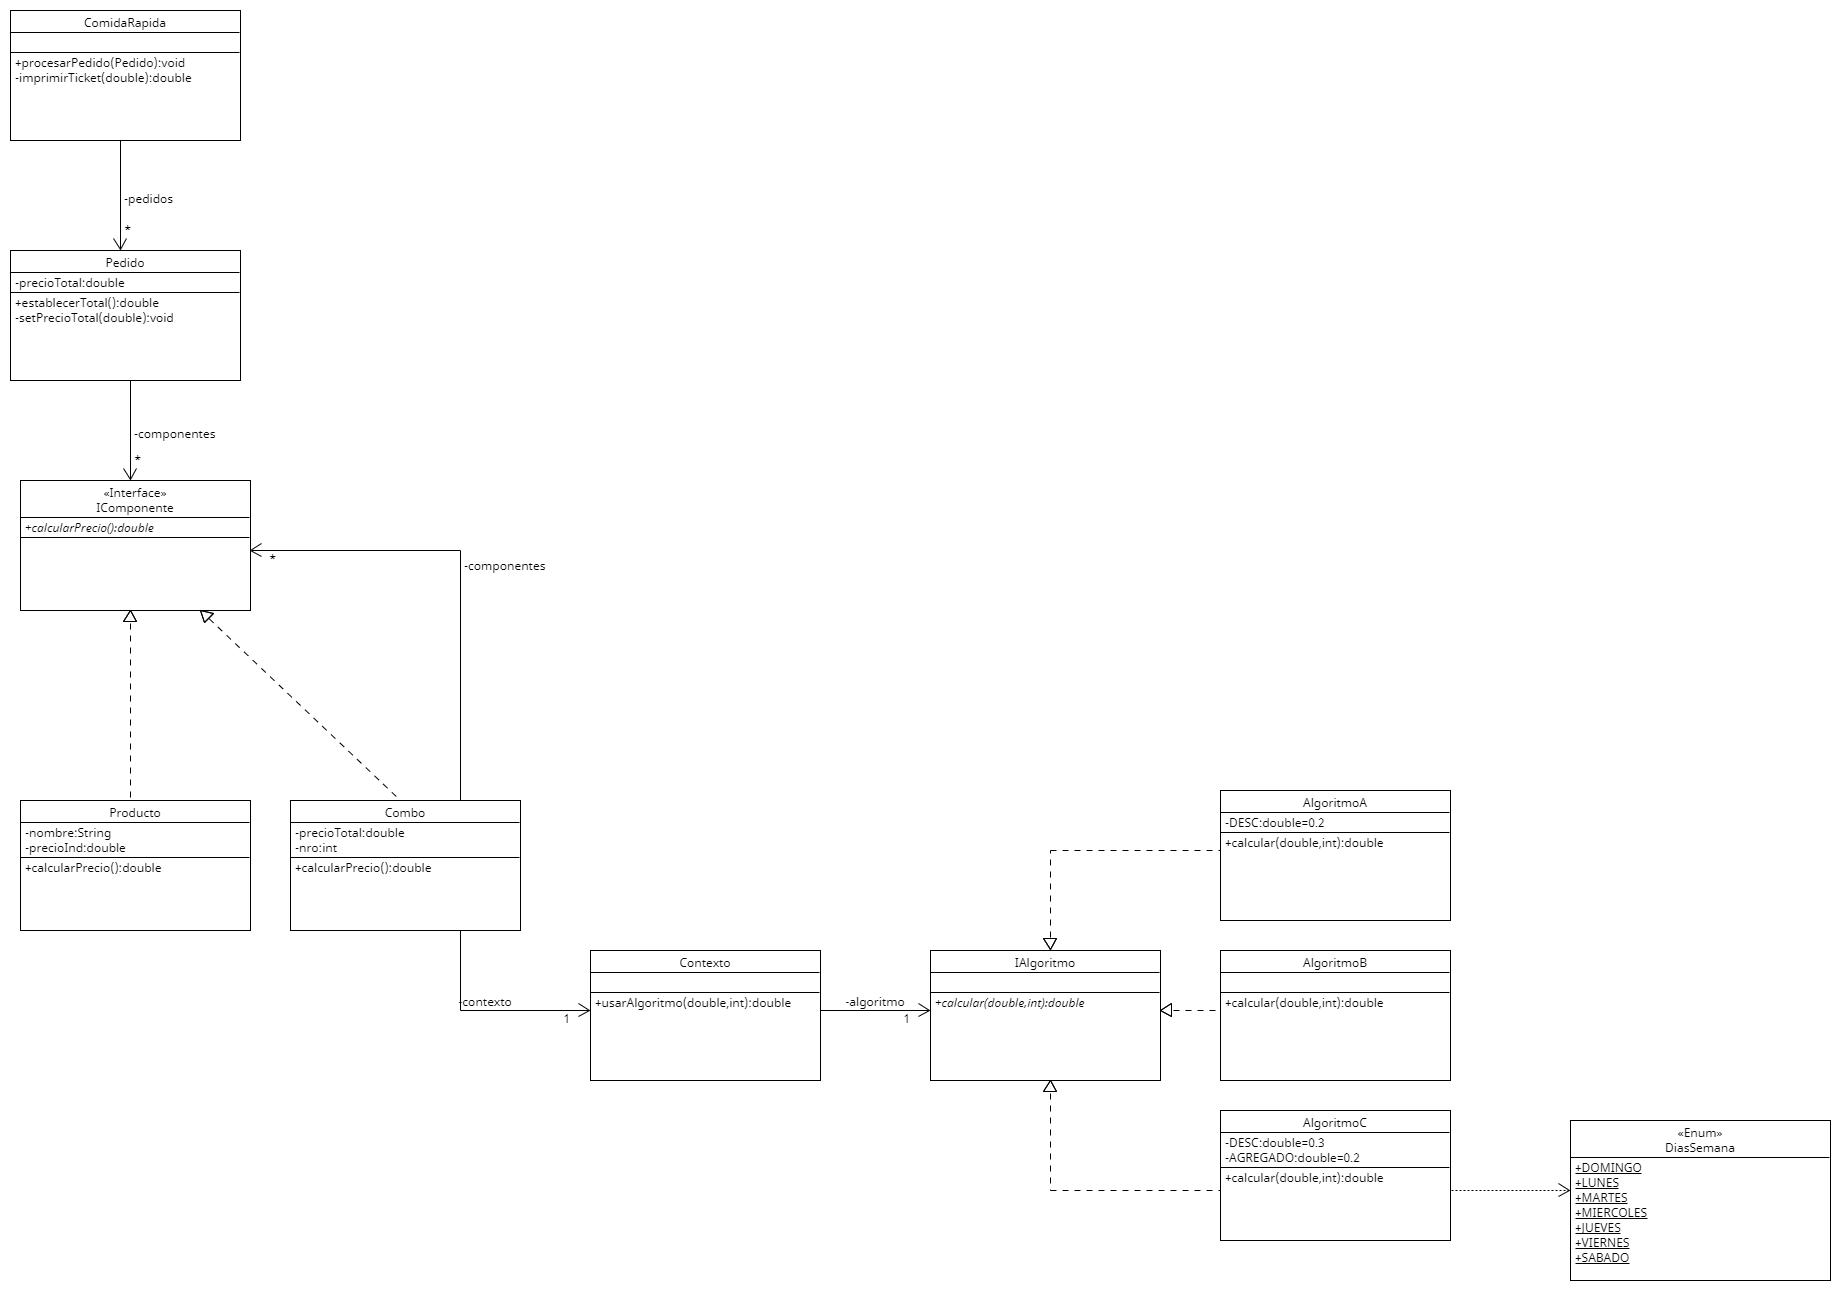 ComidaRapida
+procesarPedido(Pedido):void
-imprimirTicket(double):double
-pedidos
*
Pedido
-precioTotal:double
+establecerTotal():double
-setPrecioTotal(double):void
-componentes
*
«Interface»
IComponente
+calcularPrecio():double
*
-componentes
Producto
-nombre:String
-precioInd:double
+calcularPrecio():double
Combo
-precioTotal:double
-nro:int
+calcularPrecio():double
-contexto
1
Contexto
+usarAlgoritmo(double,int):double
-algoritmo
1
IAlgoritmo
+calcular(double,int):double
AlgoritmoA
-DESC:double=0.2
+calcular(double,int):double
AlgoritmoB
+calcular(double,int):double
AlgoritmoC
-DESC:double=0.3
-AGREGADO:double=0.2
+calcular(double,int):double
«Enum»
DiasSemana
+DOMINGO
+LUNES
+MARTES
+MIERCOLES
+JUEVES
+VIERNES
+SABADO